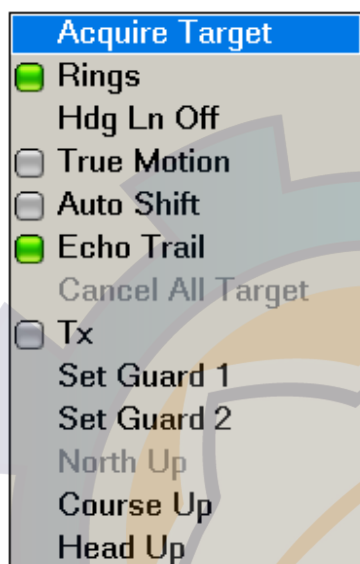 Acquire Target
Rings
Hdg Ln Off
True Motion
Auto Shift
Echo Trail
Cancel All Target
Tx
Set Guard 1
Set Guard 2
North Up
Course Up
Head Up